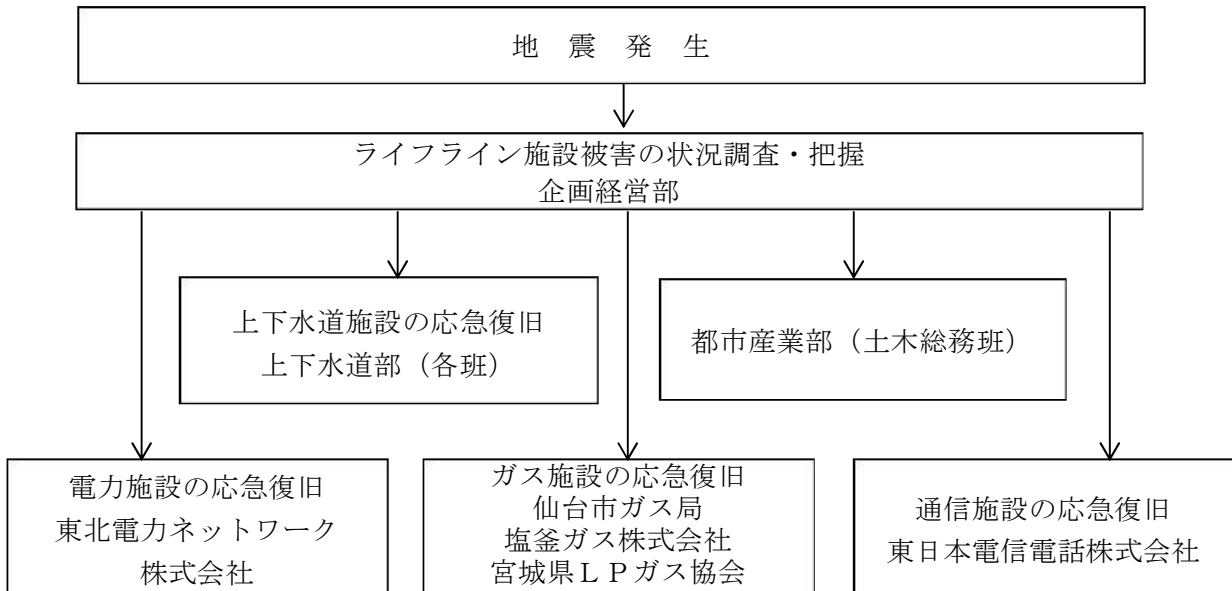 地　震　発　生
ライフライン施設被害の状況調査・把握
企画経営部
上下水道施設の応急復旧
上下水道部（各班）
都市産業部（土木総務班）
電力施設の応急復旧
東北電力ネットワーク
株式会社
ガス施設の応急復旧
仙台市ガス局
塩釜ガス株式会社
宮城県ＬＰガス協会
通信施設の応急復旧
東日本電信電話株式会社